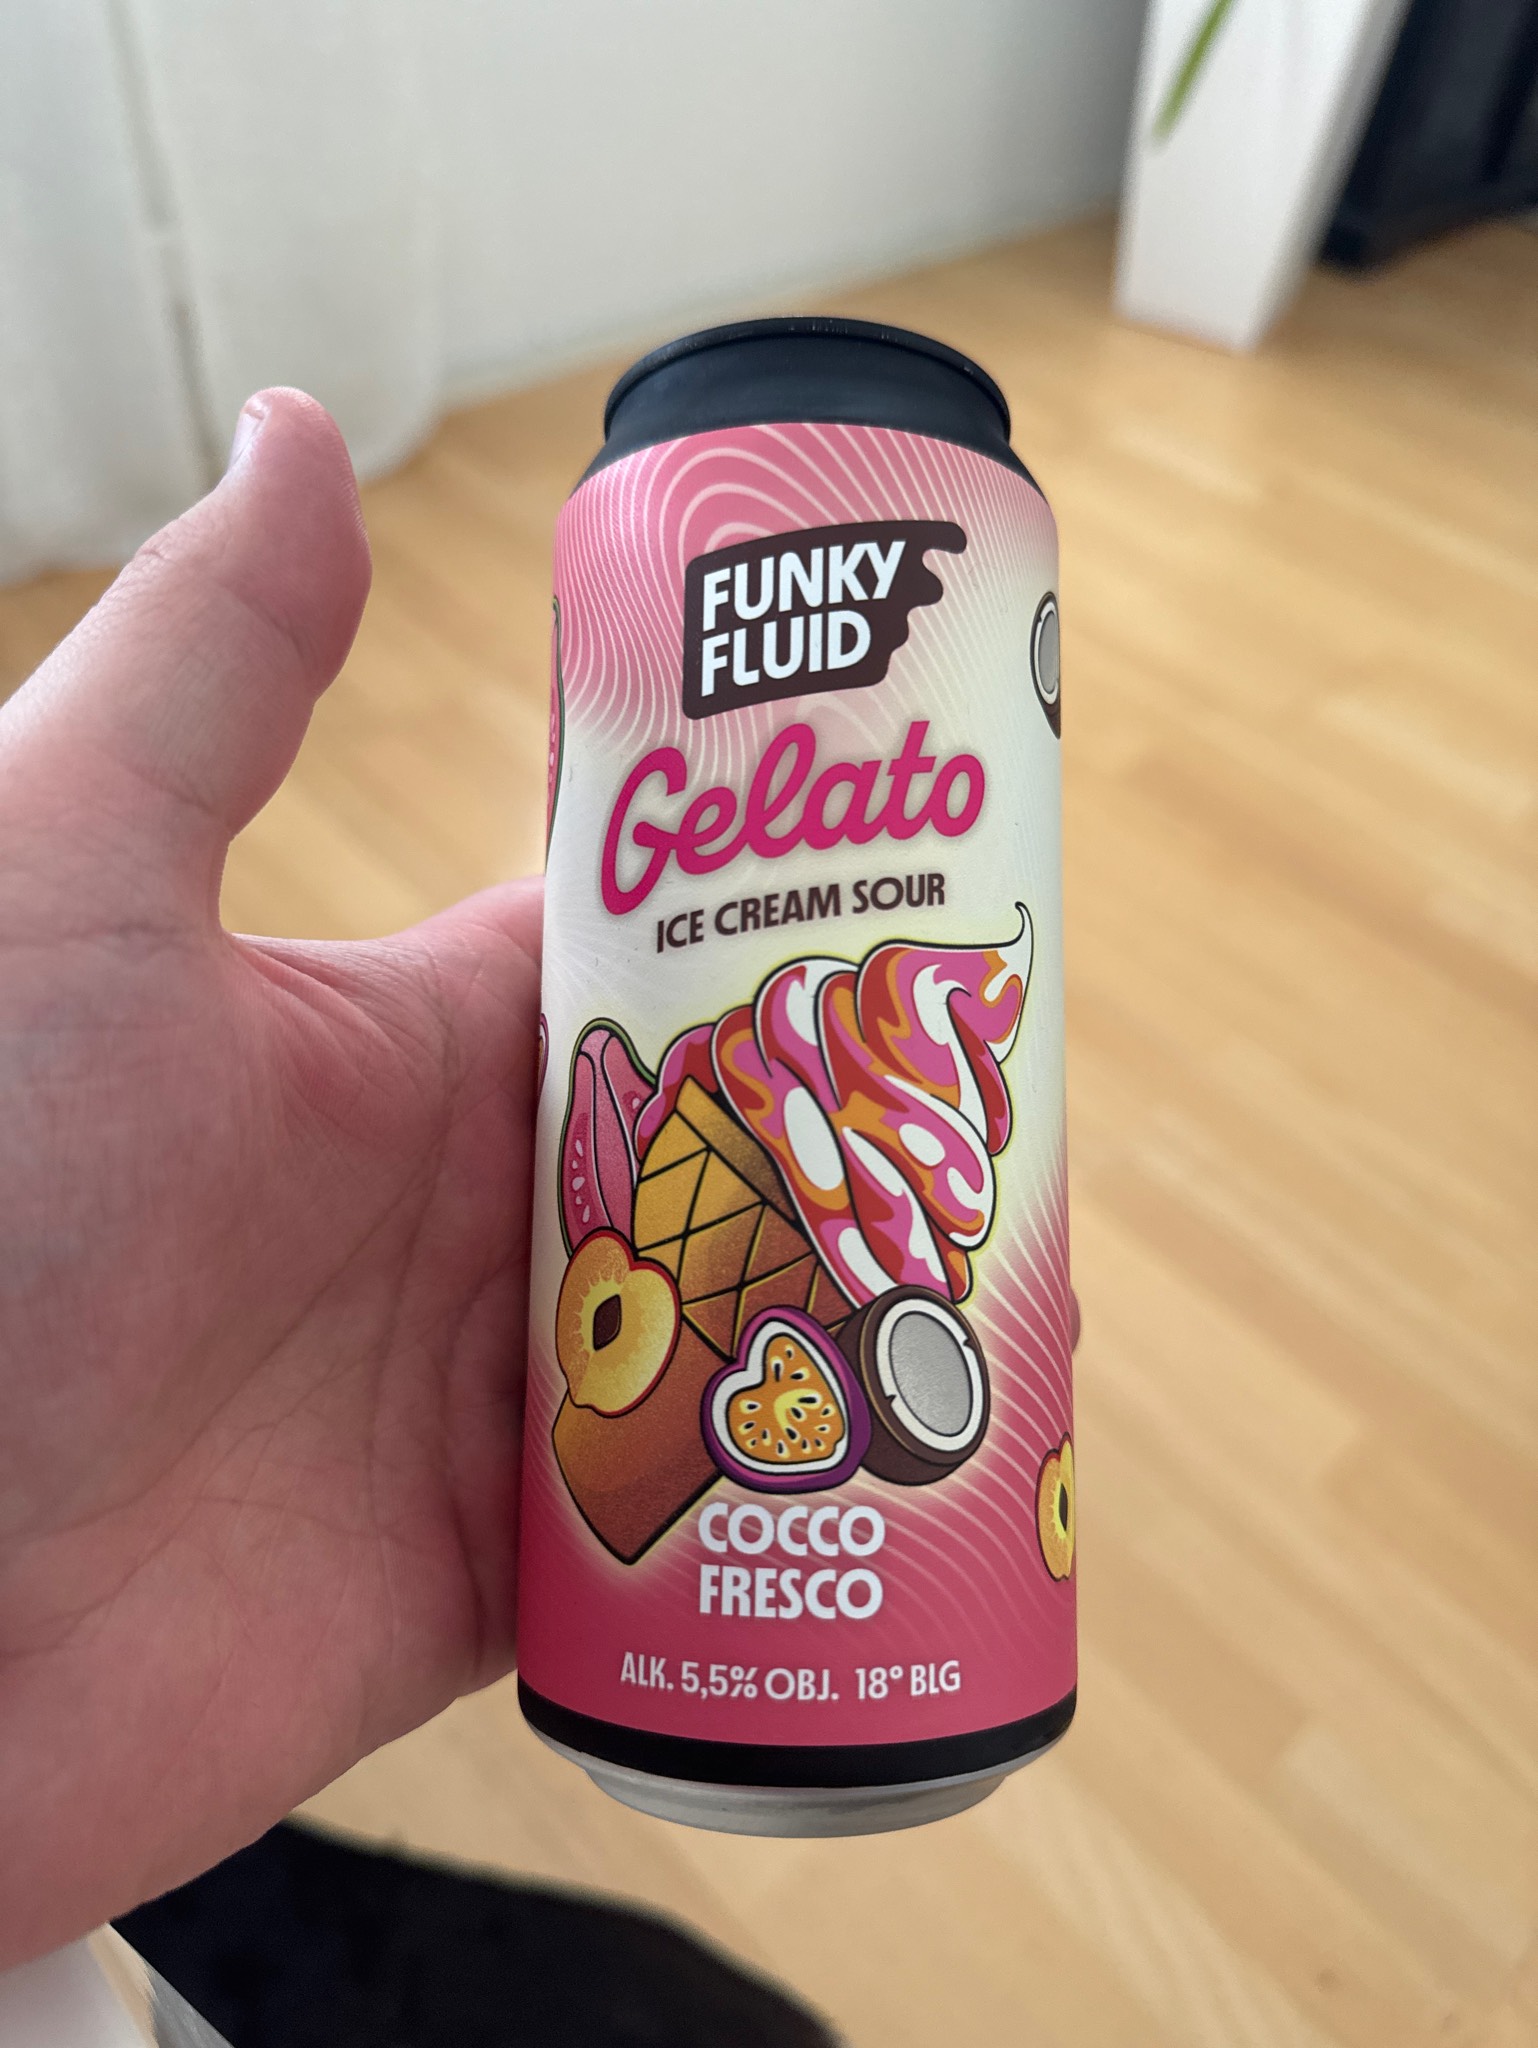 FUNKY
FLUID
Gelato
ICE CREAM SOUR
COCCO
FRESCO
ALK. 5,5% OBJ. 18° BLG